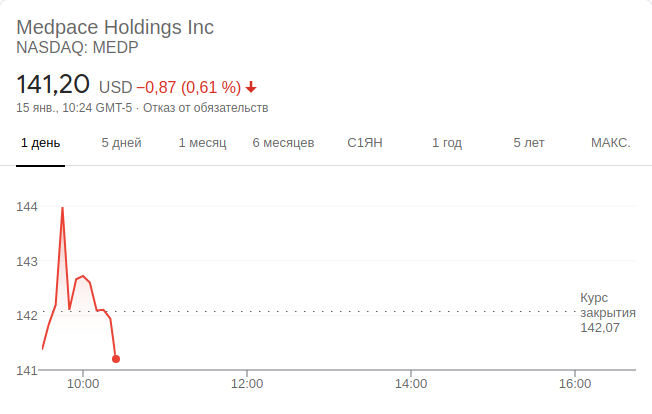 Medpace Holdings Inc
NASDAQ: MEDP
141,20 USD −0,87 (0,61 %)
15 янв., 10:24 GMT-5 · Отказ от обязательств
1 день 5 дней 1 месяц 6 месяцев С1ЯН 1 год 5 лет МАКС.
144
143
142
141
Курс
закрытия
142,07
10:00 12:00 14:00 16:00